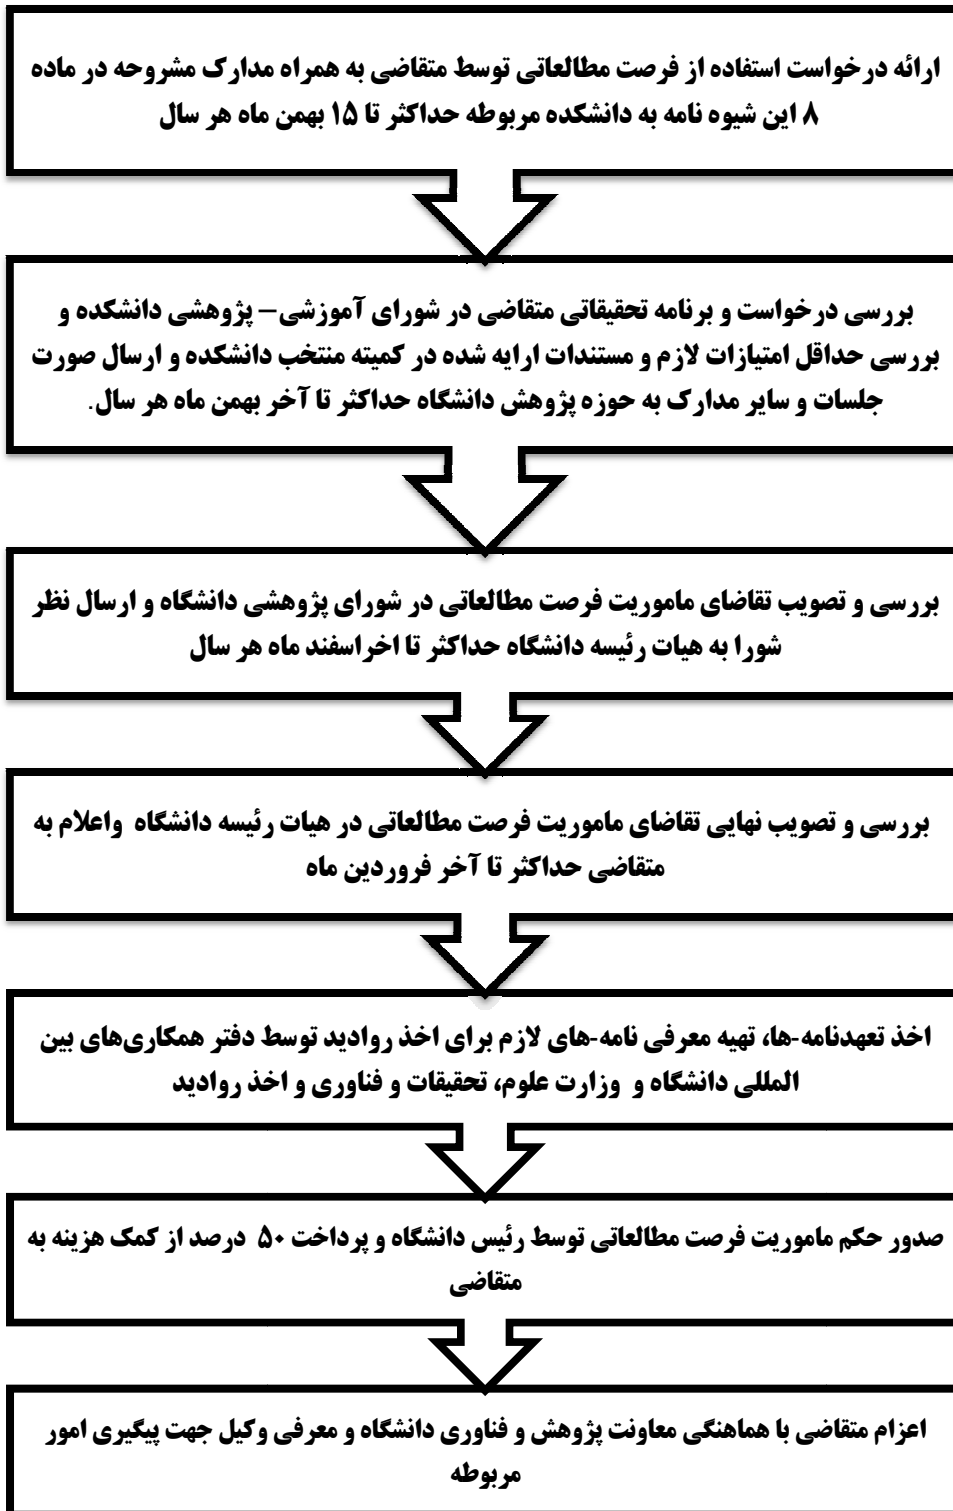 ارائه درخواست استفاده از فرصت مطالعاتی توسط متقاضی به همراه مدارک مشروحه در ماده
۸ این شیوه نامه به دانشکده مربوطه حداکثر تا ۱۵ بهمن ماه هر سال
بررسی درخواست و برنامه تحقیقاتی متقاضی در شورای آموزشی– پژوهشی دانشکده و
بررسی حداقل امتیازات لازم و مستندات ارایه شده در کمیته منتخب دانشکده و ارسال صورت
جلسات و سایر مدارک به حوزه پژوهش دانشگاه حداکثر تا آخر بهمن ماه هر سال.
بررسی و تصویب تقاضای ماموریت فرصت مطالعاتی در شورای پژوهشی دانشگاه و ارسال نظر
شورا به هیات رئیسه دانشگاه حداکثر تا اخراسفند ماه هر سال
بررسی و تصویب نهایی تقاضای ماموریت فرصت مطالعاتی در هیات رئیسه دانشگاه واعلام به
متقاضی حداکثر تا آخر فروردین ماه
اخذ تعهدنامه-ها، تهیه معرفی نامه-های لازم برای اخذ روادید توسط دفتر همکاری‌های بین
المللی دانشگاه و وزارت علوم، تحقیقات و فناوری و اخذ روادید
صدور حکم ماموریت فرصت مطالعاتی توسط رئیس دانشگاه و پرداخت ۵۰ درصد از کمک هزینه به
متقاضی
اعزام متقاضی با هماهنگی معاونت پژوهش و فناوری دانشگاه و معرفی وکیل جهت پیگیری امور
مربوطه